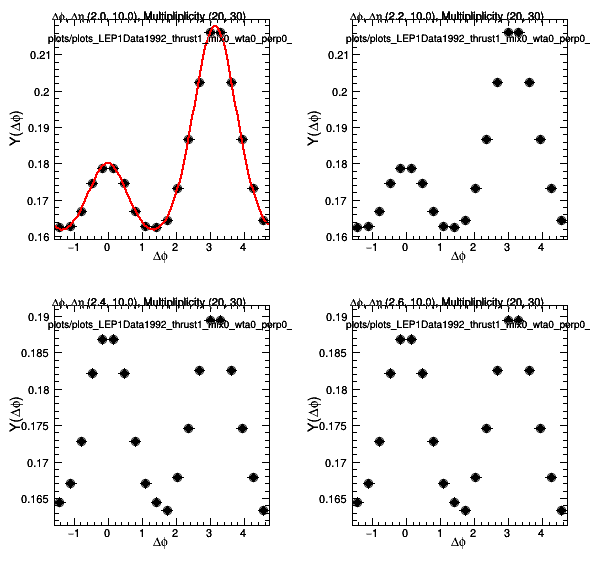 Δφ, Δη (2.0, 10.0), Multipliplicity (20, 30)
plots/plots_LEP1Data1992_thrust1_mix0_wta0_perp0_
Y(Δφ)
0.21
0.2
0.19
0.18
0.17
0.16
−1 0 1 2 3 4
Δφ
Δφ, Δη (2.2, 10.0), Multipliplicity (20, 30)
plots/plots_LEP1Data1992_thrust1_mix0_wta0_perp0_
Y(Δφ)
0.21
0.2
0.19
0.18
0.17
0.16
−1 0 1 2 3 4
Δφ
Δφ, Δη (2.4, 10.0), Multipliplicity (20, 30)
plots/plots_LEP1Data1992_thrust1_mix0_wta0_perp0_
Y(Δφ)
0.19
0.185
0.18
0.175
0.17
0.165
−1 0 1 2 3 4
Δφ
Δφ, Δη (2.6, 10.0), Multipliplicity (20, 30)
plots/plots_LEP1Data1992_thrust1_mix0_wta0_perp0_
Y(Δφ)
0.19
0.185
0.18
0.175
0.17
0.165
−1 0 1 2 3 4
Δφ